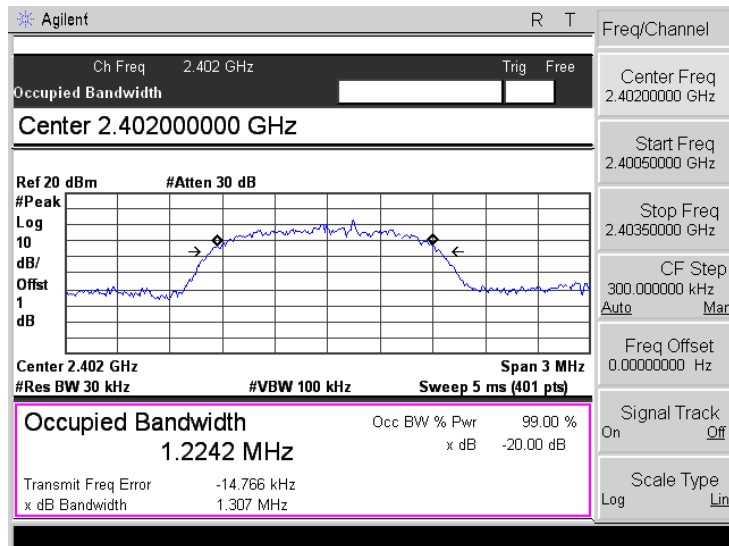 Agilent
R T
Ch Freq 2.402 GHz
Trig Free
Occupied Bandwidth
Center 2.402000000 GHz
Ref 20 dBm
#Atten 30 dB
#Peak
Log
10
dB/
Offst
1
dB
Center 2.402 GHz
Span 3 MHz
#Res BW 30 kHz
#VBW 100 kHz
Sweep 5 ms (401 pts)
Occupied Bandwidth
1.2242 MHz
Occ BW % Pwr 99.00 %
x dB -20.00 dB
Transmit Freq Error -14.766 kHz
x dB Bandwidth 1.307 MHz
Freq/Channel
Center Freq
2.40200000 GHz
Start Freq
2.40050000 GHz
Stop Freq
2.40350000 GHz
CF Step
300.000000 kHz
Auto Mar
Freq Offset
0.00000000 Hz
Signal Track
On Off
Scale Type
Log Lin